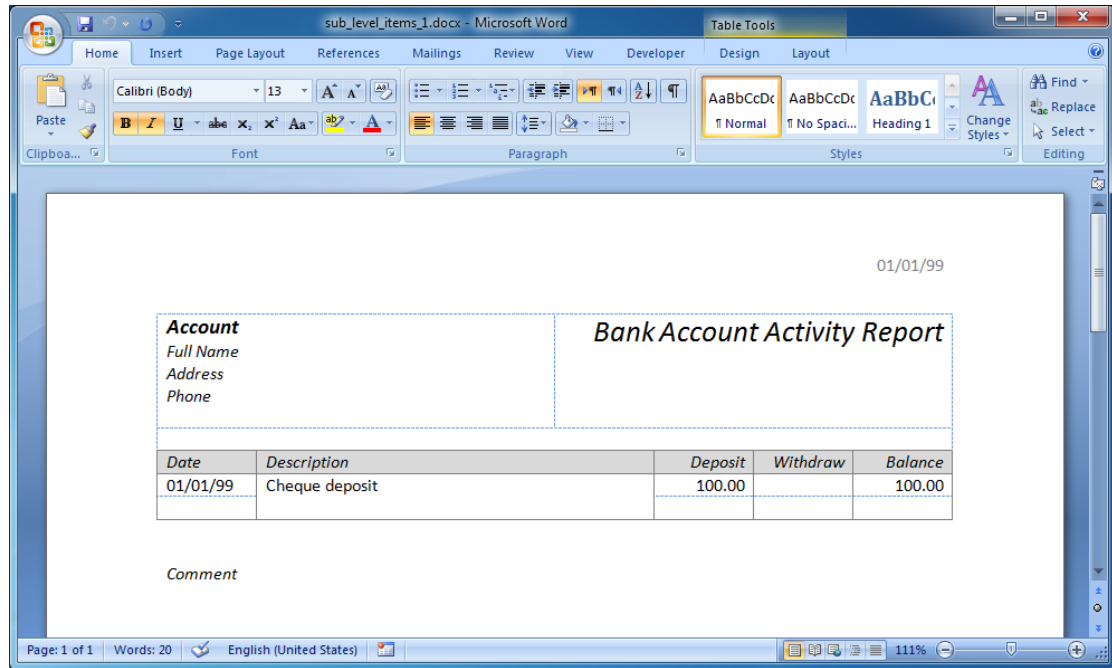 sub_level_items_1.docx - Microsoft Word
Table Tools
Home Insert Page Layout References Mailings Review View Developer Design Layout
Paste
Calibri (Body) 13
B I U abc x₂ x² Aa A
AaBbCcDc AaBbCcDc AaBbC
¶ Normal ¶ No Spaci... Heading 1
Change
Styles
Find
Replace
Select
Clipboa... Font Paragraph Styles Editing
01/01/99
Account
Full Name
Address
Phone
Bank Account Activity Report
Date Description Deposit Withdraw Balance
01/01/99 Cheque deposit 100.00 100.00
Comment
Page: 1 of 1 Words: 20 English (United States) 111%